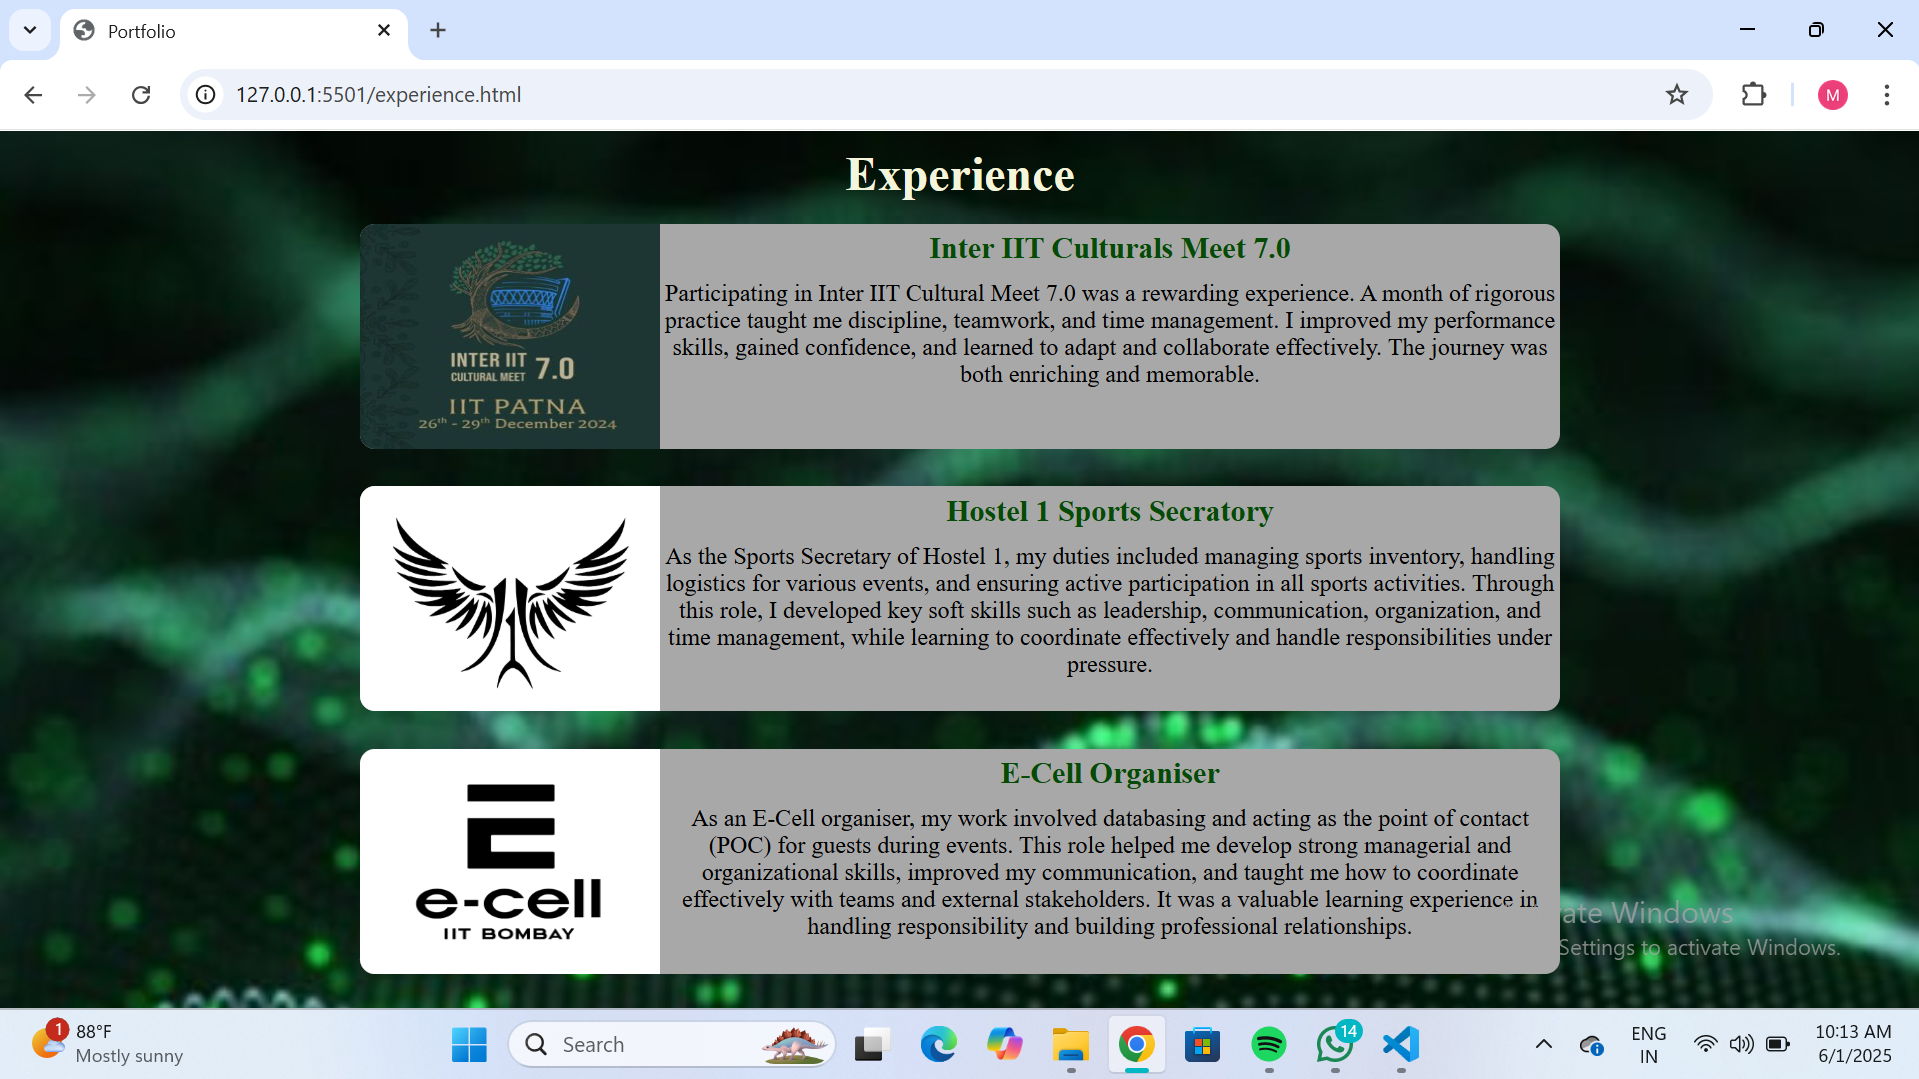 Portfolio
127.0.0.1:5501/experience.html
M
Experience
INTER IIT 7.0
CULTURAL MEET
IIT PATNA
26th - 29th December 2024
Inter IIT Culturals Meet 7.0
Participating in Inter IIT Cultural Meet 7.0 was a rewarding experience. A month of rigorous
practice taught me discipline, teamwork, and time management. I improved my performance
skills, gained confidence, and learned to adapt and collaborate effectively. The journey was
both enriching and memorable.
Hostel 1 Sports Secratory
As the Sports Secretary of Hostel 1, my duties included managing sports inventory, handling
logistics for various events, and ensuring active participation in all sports activities. Through
this role, I developed key soft skills such as leadership, communication, organization, and
time management, while learning to coordinate effectively and handle responsibilities under
pressure.
e-cell
IIT BOMBAY
E-Cell Organiser
As an E-Cell organiser, my work involved databasing and acting as the point of contact
(POC) for guests during events. This role helped me develop strong managerial and
organizational skills, improved my communication, and taught me how to coordinate
effectively with teams and external stakeholders. It was a valuable learning experience in
handling responsibility and building professional relationships.
ate Windows
Settings to activate Windows.
1
88°F
Mostly sunny
Search
14
ENG
IN
10:13 AM
6/1/2025